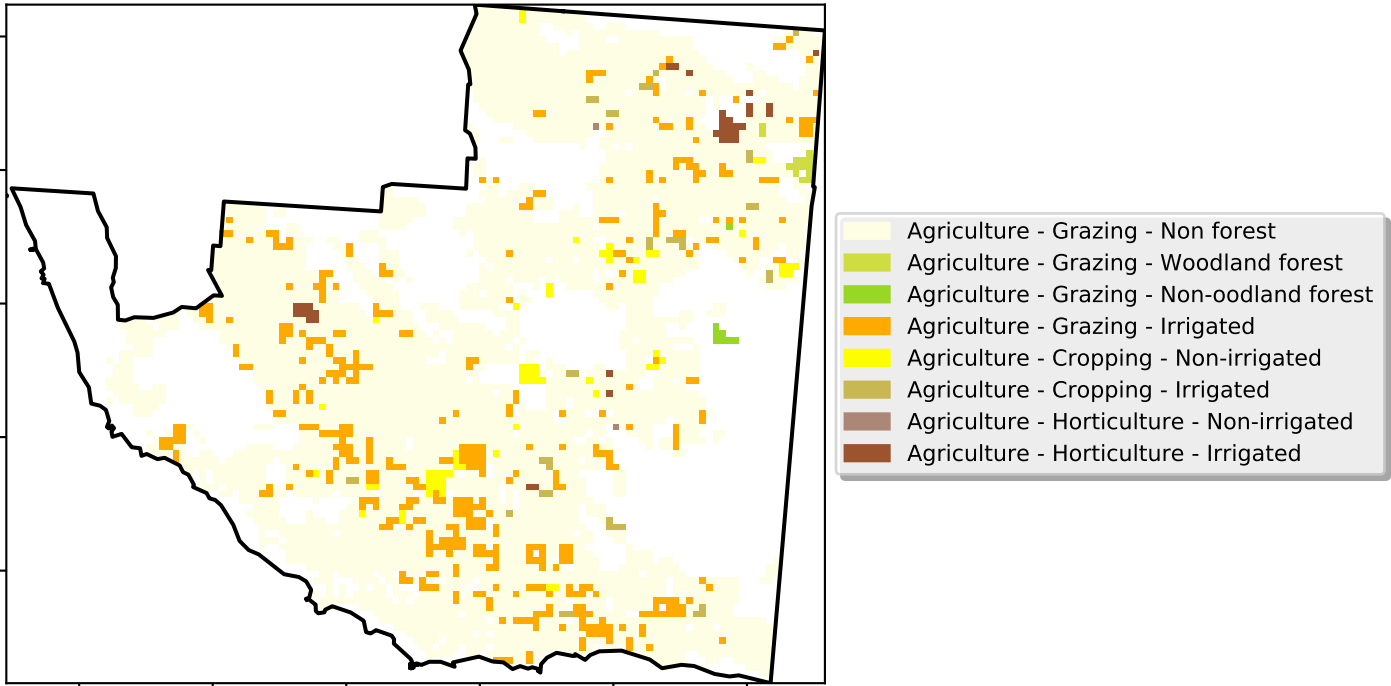 Agriculture - Grazing - Non forest
Agriculture - Grazing - Woodland forest
Agriculture - Grazing - Non-oodland forest
Agriculture - Grazing - Irrigated
Agriculture - Cropping - Non-irrigated
Agriculture - Cropping - Irrigated
Agriculture - Horticulture - Non-irrigated
Agriculture - Horticulture - Irrigated